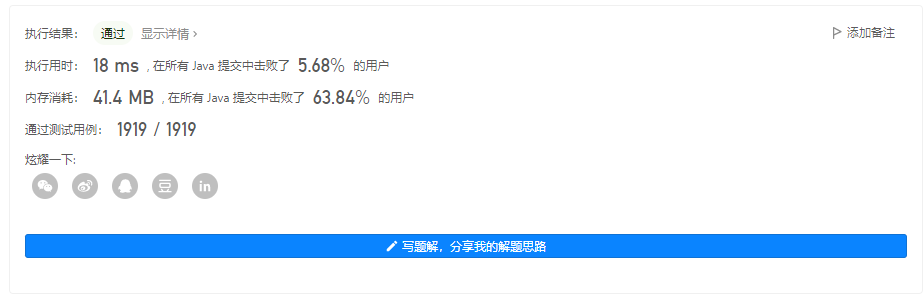 执行结果： 通过 显示详情 › 添加备注
执行用时： 18 ms , 在所有 Java 提交中击败了 5.68% 的用户
内存消耗： 41.4 MB , 在所有 Java 提交中击败了 63.84% 的用户
通过测试用例： 1919 / 1919
炫耀一下:
豆 in
写题解，分享我的解题思路